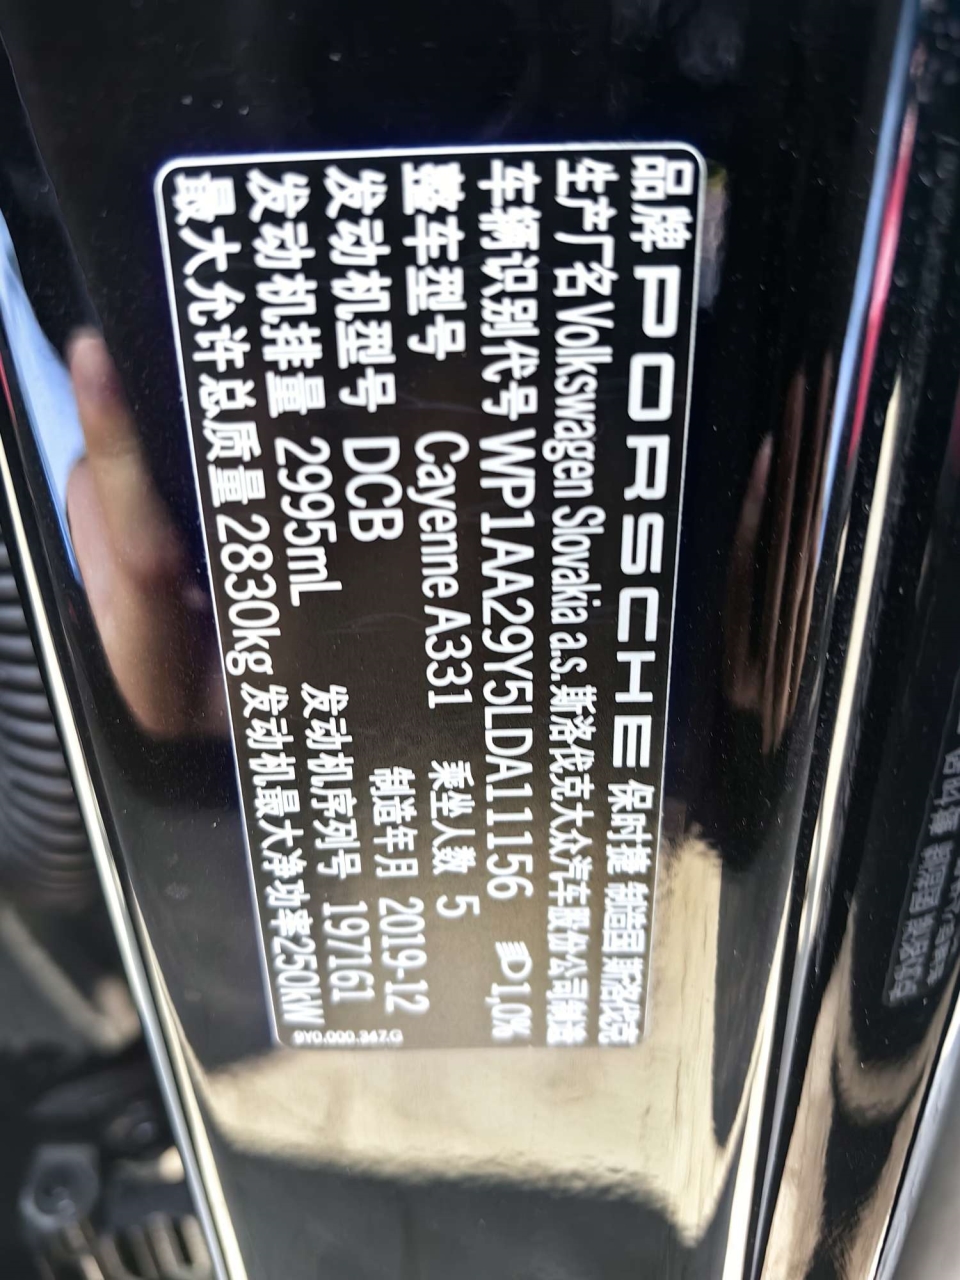 品牌 PORSCHE 保时捷 制造国 斯洛伐克
生产厂名 Volkswagen Slovakia a.s. 斯洛伐克大众汽车股份公司制造
车辆识别代号 WP1AA29Y5LDA11156 D1,0%
整车型号 Cayenne A331 乘坐人数 5
发动机型号 DCB 制造年月 2019-12
发动机排量 2995mL 发动机序列号 197161
最大允许总质量 2830kg 发动机最大净功率250kW
9Y0.000.347.G